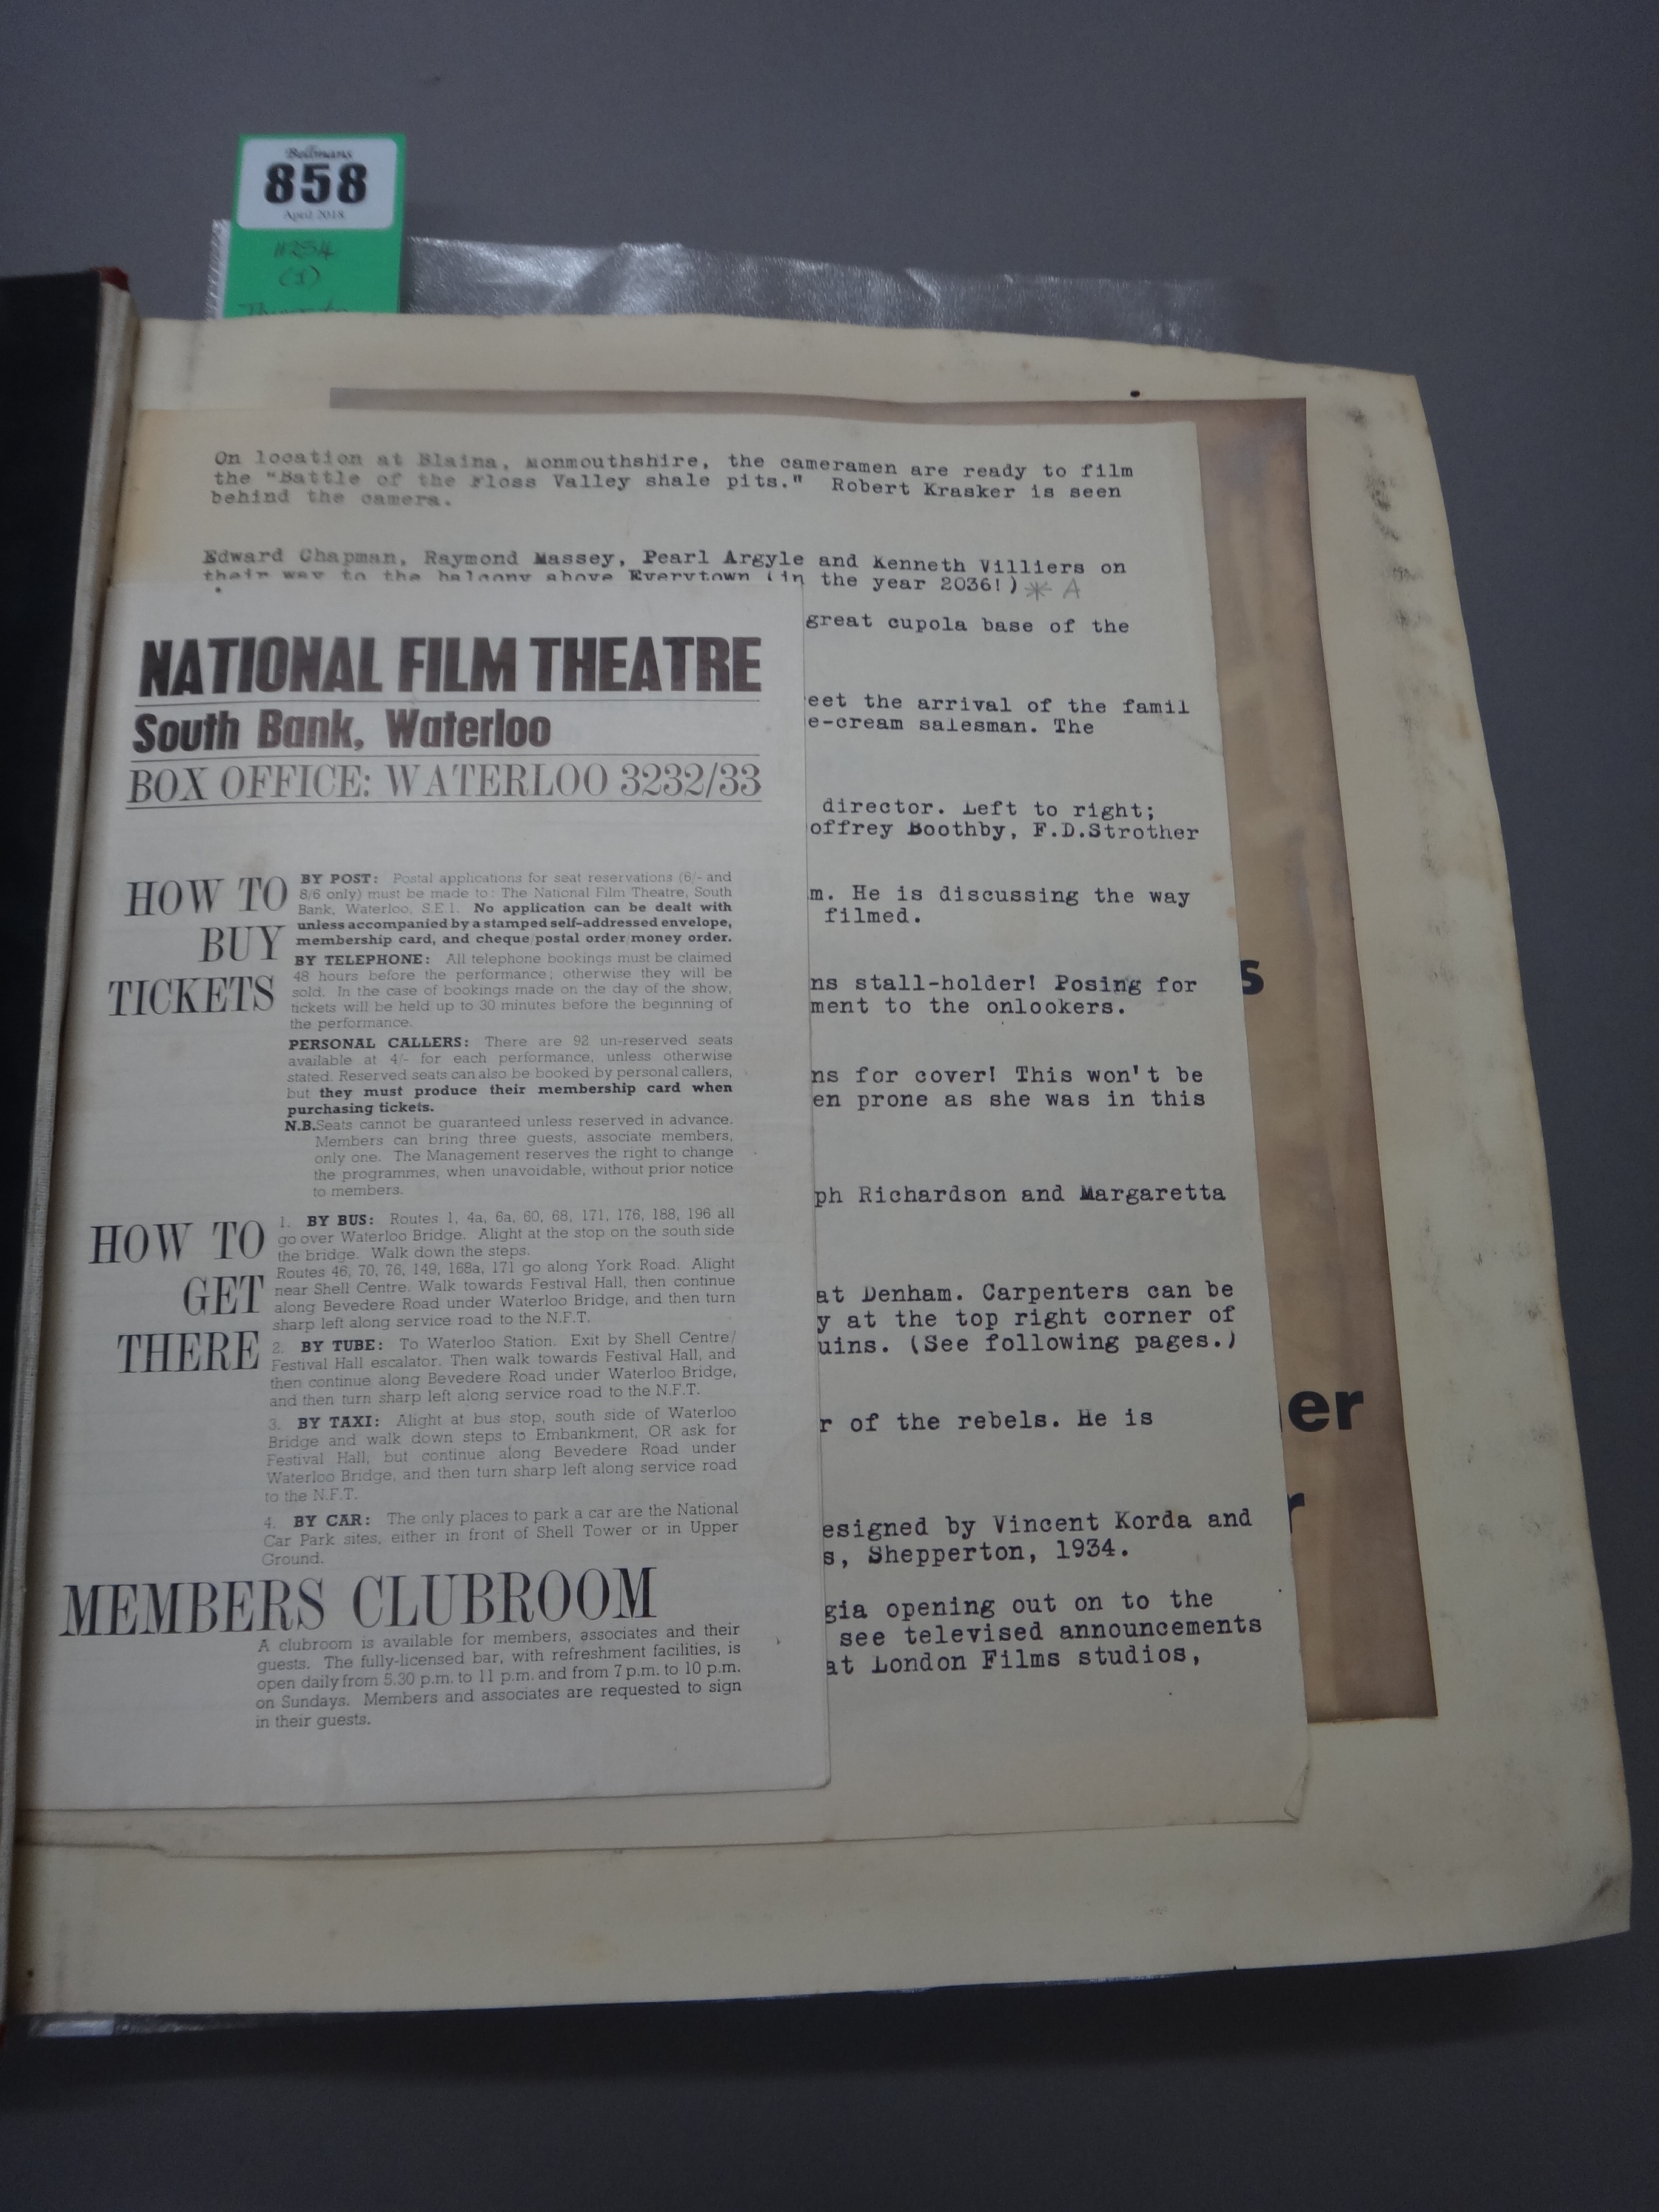 Bellmans
858
April 2018
#254
(1)
On location at Blaina, Monmouthshire, the cameramen are ready to film
the "Battle of the Floss Valley shale pits." Robert Krasker is seen
behind the camera.
Edward Chapman, Raymond Massey, Pearl Argyle and Kenneth Villiers on
their way to the balcony above Everytown (in the year 2036!) * A
great cupola base of the
eet the arrival of the famil
e-cream salesman. The
director. Left to right;
offrey Boothby, F.D.Strother
m. He is discussing the way
filmed.
ns stall-holder! Posing for
ment to the onlookers.
ns for cover! This won't be
en prone as she was in this
ph Richardson and Margaretta
at Denham. Carpenters can be
y at the top right corner of
uins. (See following pages.)
r of the rebels. He is
esigned by Vincent Korda and
s, Shepperton, 1934.
gia opening out on to the
see televised announcements
at London Films studios,
NATIONAL FILM THEATRE
South Bank, Waterloo
BOX OFFICE: WATERLOO 3232/33
HOW TO
BUY
TICKETS
BY POST: Postal applications for seat reservations (6/- and
8/6 only) must be made to: The National Film Theatre, South
Bank, Waterloo, S.E.1. No application can be dealt with
unless accompanied by a stamped self-addressed envelope,
membership card, and cheque/postal order/money order.
BY TELEPHONE: All telephone bookings must be claimed
48 hours before the performance; otherwise they will be
sold. In the case of bookings made on the day of the show,
tickets will be held up to 30 minutes before the beginning of
the performance.
PERSONAL CALLERS: There are 92 un-reserved seats
available at 4/- for each performance, unless otherwise
stated. Reserved seats can also be booked by personal callers,
but they must produce their membership card when
purchasing tickets.
N.B. Seats cannot be guaranteed unless reserved in advance.
Members can bring three guests, associate members,
only one. The Management reserves the right to change
the programmes, when unavoidable, without prior notice
to members.
HOW TO
GET
THERE
1. BY BUS: Routes 1, 4a, 6a, 60, 68, 171, 176, 188, 196 all
go over Waterloo Bridge. Alight at the stop on the south side
the bridge. Walk down the steps.
Routes 46, 70, 76, 149, 168a, 171 go along York Road. Alight
near Shell Centre. Walk towards Festival Hall, then continue
along Bevedere Road under Waterloo Bridge, and then turn
sharp left along service road to the N.F.T.
2. BY TUBE: To Waterloo Station. Exit by Shell Centre/
Festival Hall escalator. Then walk towards Festival Hall, and
then continue along Bevedere Road under Waterloo Bridge,
and then turn sharp left along service road to the N.F.T.
3. BY TAXI: Alight at bus stop, south side of Waterloo
Bridge and walk down steps to Embankment, OR ask for
Festival Hall, but continue along Bevedere Road under
Waterloo Bridge, and then turn sharp left along service road
to the N.F.T.
4. BY CAR: The only places to park a car are the National
Car Park sites, either in front of Shell Tower or in Upper
Ground.
MEMBERS CLUBROOM
A clubroom is available for members, associates and their
guests. The fully-licensed bar, with refreshment facilities, is
open daily from 5.30 p.m. to 11 p.m. and from 7 p.m. to 10 p.m.
on Sundays. Members and associates are requested to sign
in their guests.
s
er
r